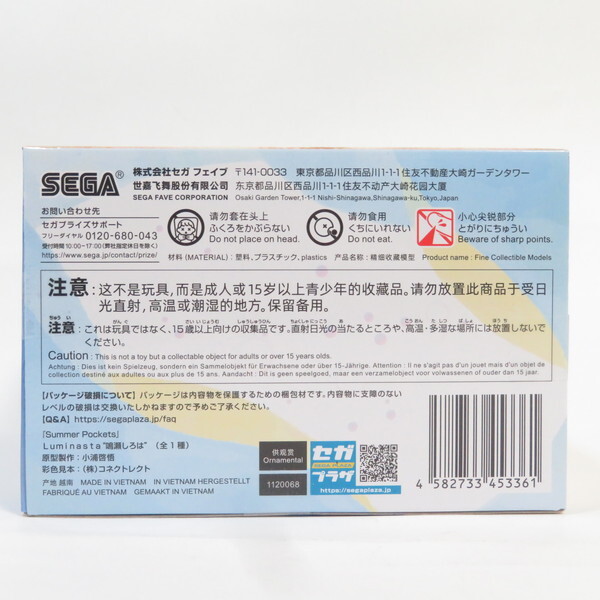 SEGA®
株式会社セガ フェイブ 〒141-0033 東京都品川区西品川1-1-1住友不動産大崎ガーデンタワー
世嘉飞舞股份有限公司 东京都品川区西品川1-1-1住友不动产大崎花园大厦
SEGA FAVE CORPORATION Osaki Garden Tower,1-1-1 Nishi-Shinagawa,Shinagawa-ku,Tokyo,Japan
お問い合わせ先
セガプライズサポート
フリーダイヤル 0120-680-043
受付時間 10:00~17:00(弊社指定休日を除く)
https://www.sega.jp/contact/prize/
请勿套在头上
ふくろをかぶらない
Do not place on head.
请勿食用
くちにいれない
Do not eat.
小心尖锐部分
とがりにちゅうい
Beware of sharp points.
材料 (MATERIAL) : 塑料,プラスチック, plastics 产品名称 : 精细收藏模型 Product name : Fine Collectible Models
注意 : 这不是玩具, 而是成人或15岁以上青少年的收藏品。请勿放置此商品于受日
光直射, 高温或潮湿的地方。保留备用。
注意 : これは玩具ではなく、15歳以上向けの収集品です。直射日光の当たるところや、高温・多湿な場所には放置しないで
ください。
Caution : This is not a toy but a collectable object for adults or over 15 years olds.
Achtung : Dies ist kein Spielzeug, sondern ein Sammelobjekt für Erwachsene oder über 15-Jährige. Attention : Il ne s'agit pas d'un jouet mais d'un objet de
collection destiné aux adultes ou aux plus de 15 ans. Aandacht : Dit is geen speelgoed, maar een verzamelobject voor volwassenen of ouder dan 15 jaar.
【パッケージ破損について】パッケージは内容物を保護するための梱包材です。内容物に影響のない
レベルの破損は交換いたしかねますので予めご了承ください。
【Q&A】https://segaplaza.jp/faq
『Summer Pockets』
Luminasta“鳴瀬しろは” (全1種)
原型製作:小浦啓悟
彩色見本:(株)コネクトレクト
产地 越南 MADE IN VIETNAM IN VIETNAM HERGESTELLT
FABRIQUÉ AU VIETNAM GEMAAKT IN VIETNAM
供观赏
Ornamental
1120068
セガ
SEGA PLAZA
プラザ
https://segaplaza.jp
4 582733 453361